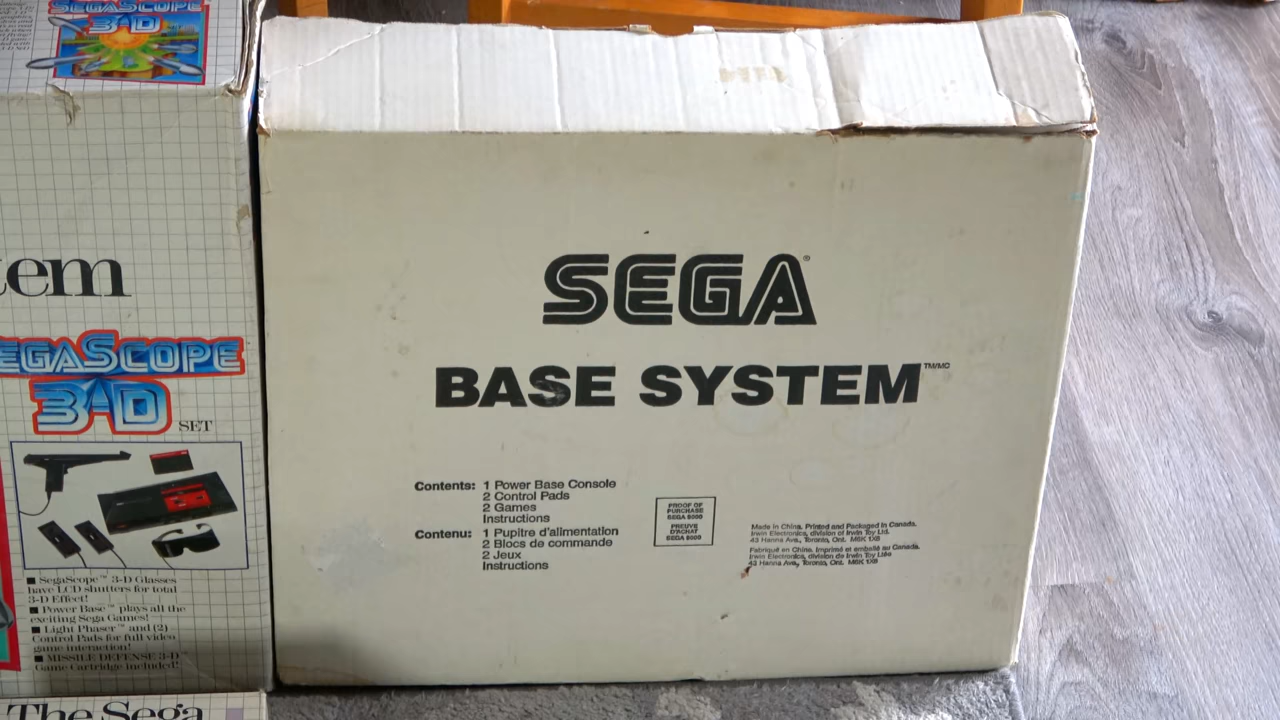 SEGASCOPE
3-D
tem
EGASCOPE
3-D
SET
■ SegaScope™ 3-D Glasses
have LCD shutters for total
3-D Effect!
■ Power Base™ plays all the
exciting Sega Games!
■ Light Phaser™ and (2)
Control Pads for full video
game interaction!
■ MISSILE DEFENSE 3-D™
Game Cartridge Included!
The Sega
SEGA®
BASE SYSTEM™/MC
Contents: 1 Power Base Console
2 Control Pads
2 Games
Instructions
Contenu: 1 Pupitre d'alimentation
2 Blocs de commande
2 Jeux
Instructions
PROOF OF
PURCHASE
SEGA 5000
PREUVE
D'ACHAT
SEGA 5000
Made in China. Printed and Packaged in Canada.
Irwin Electronics, division of Irwin Toy Ltd.
43 Hanna Ave., Toronto, Ont. M6K 1X6
Fabriqué en China. Imprimé et emballé au Canada.
Irwin Electronics, division de Irwin Toy Ltée
43 Hanna Ave., Toronto, Ont. M6K 1X6